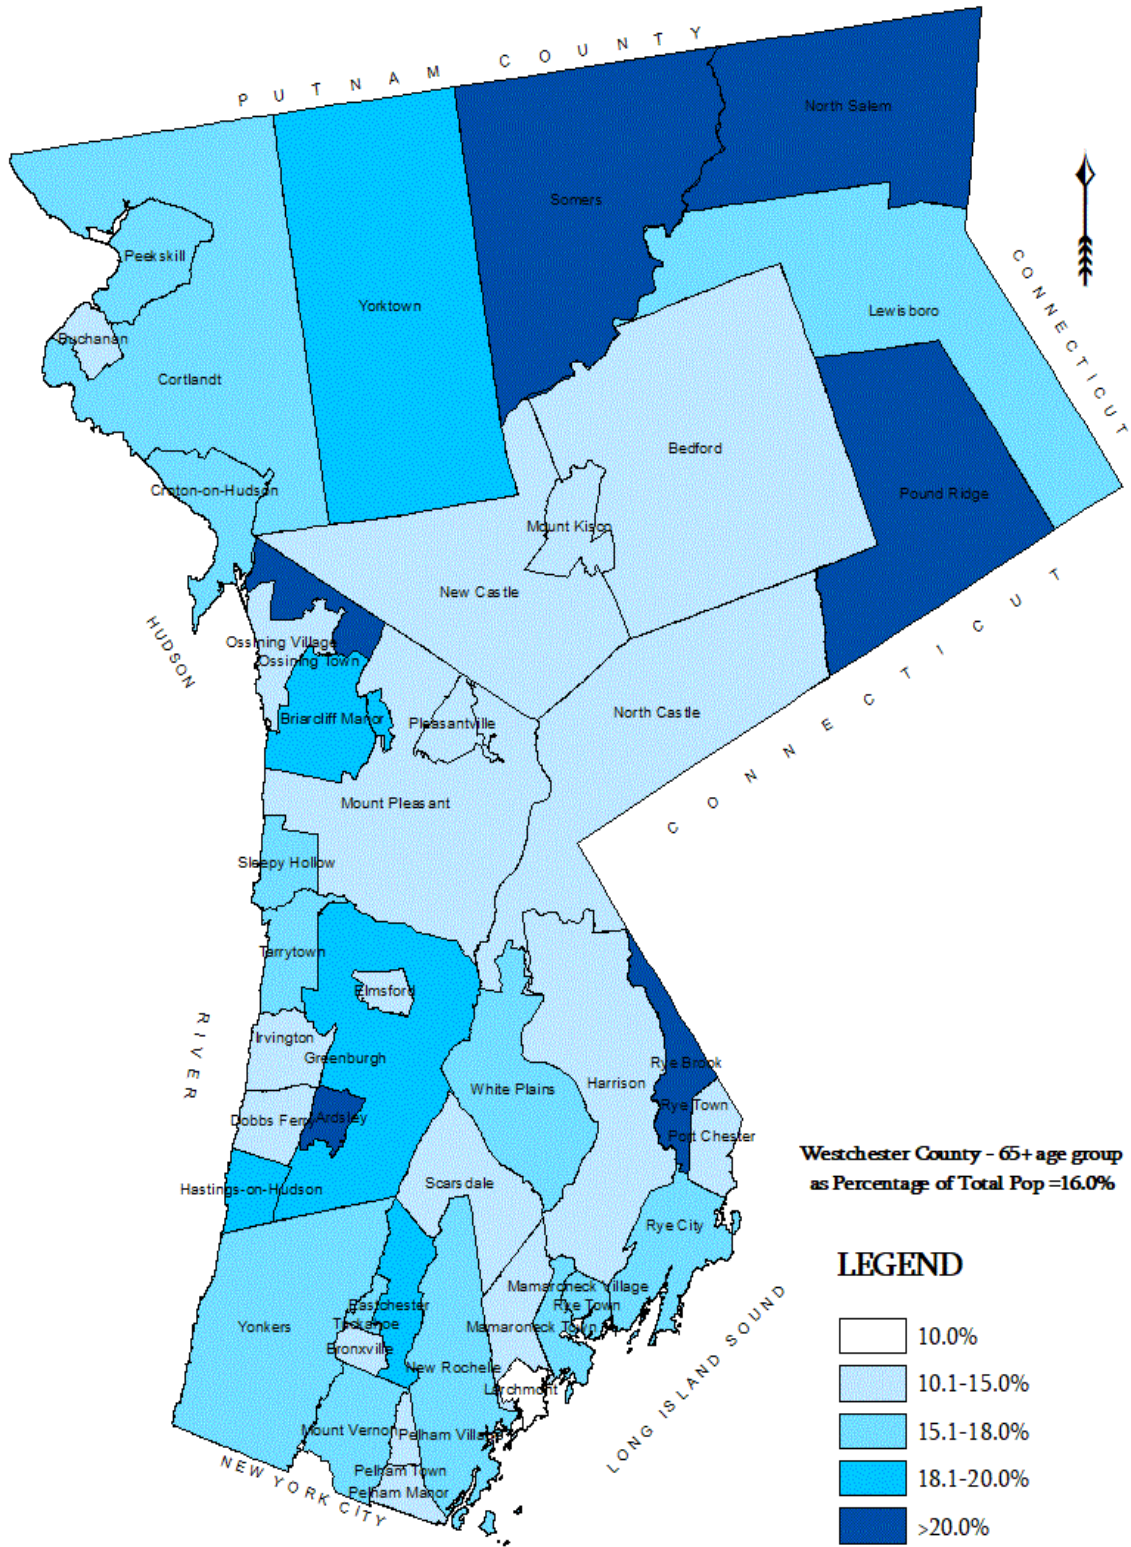 PUTNAM COUNTY
North Salem
Somers
Peekskill
Yorktown
Lewisboro
CONNECTICUT
Buchanan
Cortlandt
Bedford
Croton-on-Hudson
Pound Ridge
Mount Kisco
New Castle
CONNECTICUT
HUDSON
Ossining Village
Ossining Town
North Castle
Briarcliff Manor
Pleasantville
Mount Pleasant
Sleepy Hollow
Tarrytown
Elmsford
RIVER
Irvington
Greenburgh
Rye Brook
White Plains
Harrison
Rye Town
Dobbs Ferry
Ardsley
Port Chester
Westchester County - 65+ age group
as Percentage of Total Pop =16.0%
Hastings-on-Hudson
Scarsdale
Rye City
Mamaroneck Village
Eastchester
Rye Town
Tuckahoe
Yonkers
Mamaroneck Town
Bronxville
New Rochelle
Larchmont
Mount Vernon
Pelham Village
Pelham Town
Pelham Manor
NEW YORK CITY
LONG ISLAND SOUND
LEGEND
10.0%
10.1-15.0%
15.1-18.0%
18.1-20.0%
>20.0%